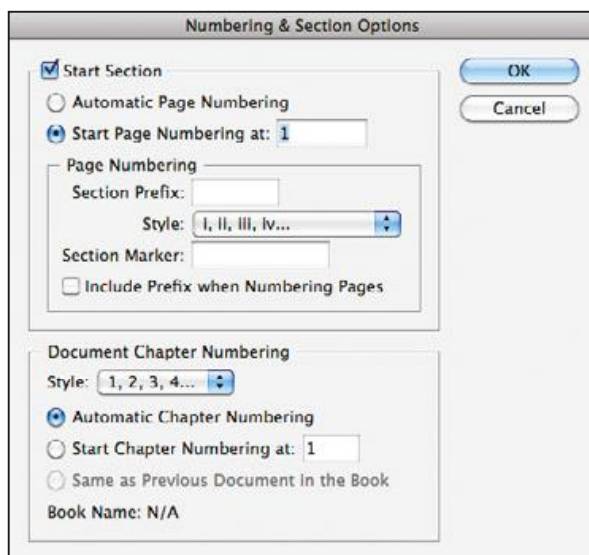 Numbering & Section Options
Start Section
OK
Automatic Page Numbering
Cancel
Start Page Numbering at: 1
Page Numbering
Section Prefix:
Style: i, ii, iii, iv...
Section Marker:
Include Prefix when Numbering Pages
Document Chapter Numbering
Style: 1, 2, 3, 4...
Automatic Chapter Numbering
Start Chapter Numbering at: 1
Same as Previous Document in the Book
Book Name: N/A